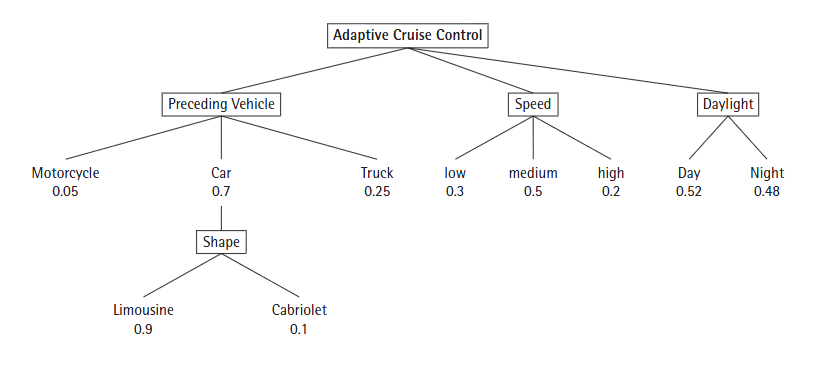 Adaptive Cruise Control
Preceding Vehicle Speed Daylight
Motorcycle Car Truck low medium high Day Night
0.05 0.7 0.25 0.3 0.5 0.2 0.52 0.48
Shape
Limousine Cabriolet
0.9 0.1